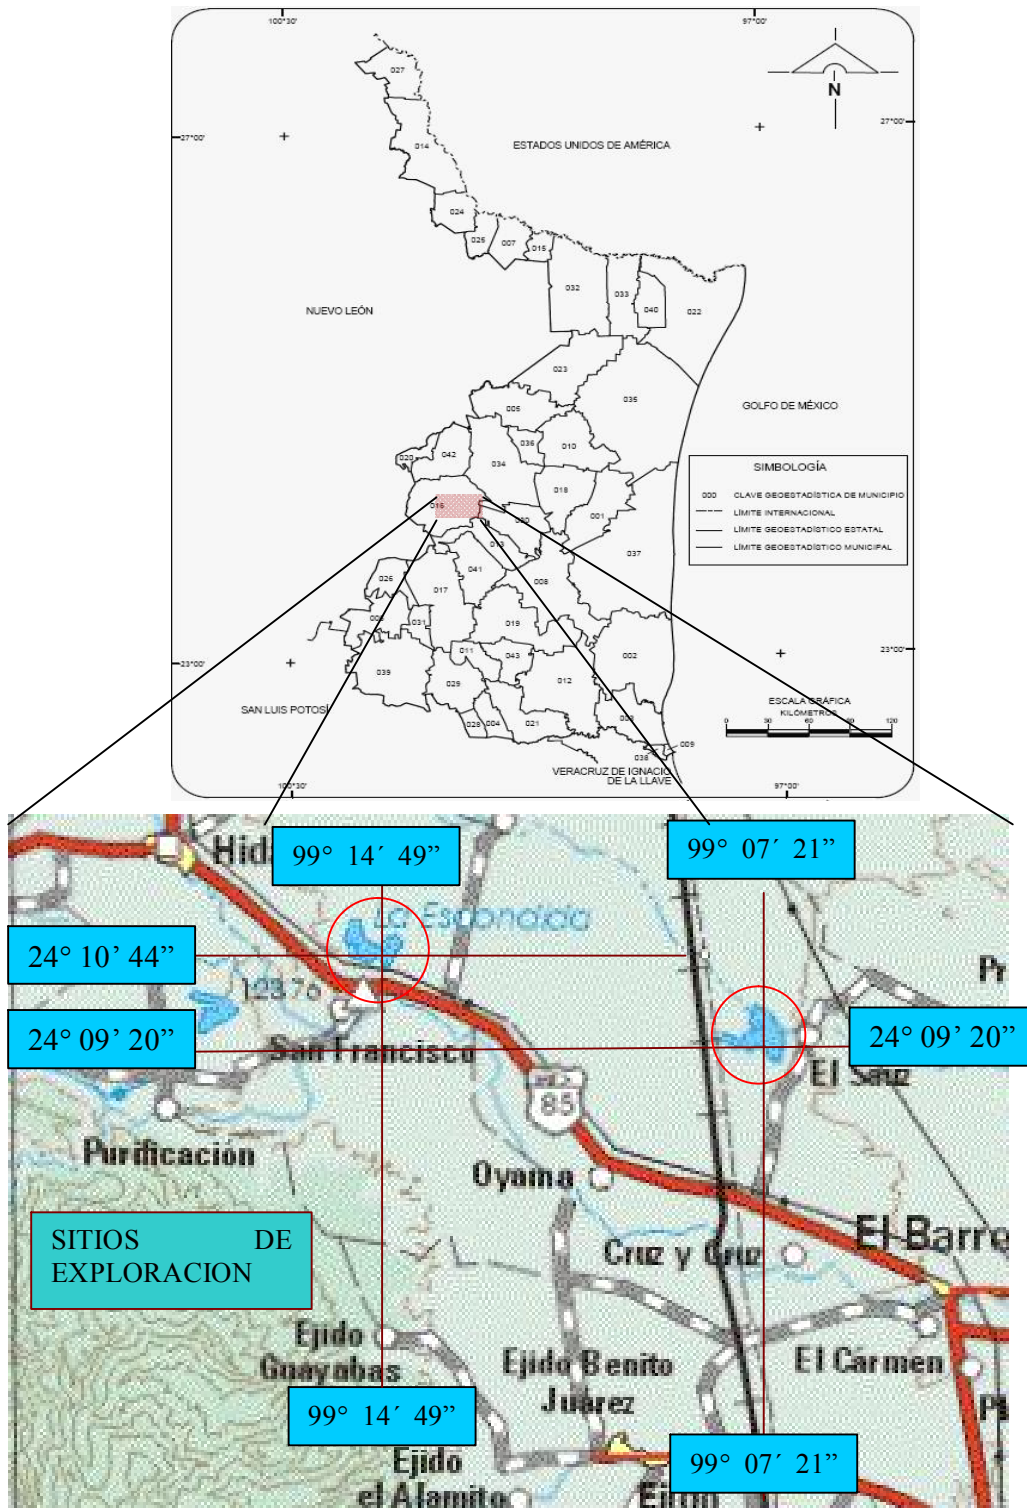 100°30'
97°00'
027
N
27°00'
27°00'
014
ESTADOS UNIDOS DE AMÉRICA
024
025
007
015
032
033
040
022
NUEVO LEÓN
023
035
005
GOLFO DE MÉXICO
036
010
042
020
034
SIMBOLOGÍA
018
000 CLAVE GEOESTADÍSTICA DE MUNICIPIO
016
LÍMITE INTERNACIONAL
001
LÍMITE GEOESTADÍSTICO ESTATAL
013
LÍMITE GEOESTADÍSTICO MUNICIPAL
037
041
026
008
017
031
019
011
043
002
23°00'
23°00'
039
029
012
SAN LUIS POTOSÍ
ESCALA GRÁFICA
KILÓMETROS
028
004
021
003
0 30 60 90 120
009
038
VERACRUZ DE IGNACIO
DE LA LLAVE
100°30'
97°00'
99° 14´ 49”
99° 07´ 21”
La Escondida
24° 10’ 44”
24° 09’ 20”
24° 09’ 20”
San Francisco
El Sauz
85
Purificación
Oyama
SITIOS DE
EXPLORACION
El Barre
Cruz y Cruz
Ejido
Guayabas
Ejido Benito
Juárez
El Carmen
99° 14´ 49”
99° 07´ 21”
Ejido
el Alamito